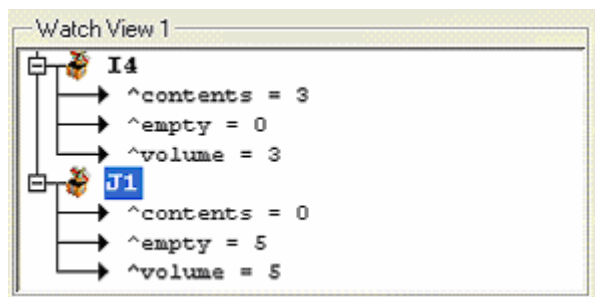 Watch View 1
I4
^contents = 3
^empty = 0
^volume = 3
J1
^contents = 0
^empty = 5
^volume = 5